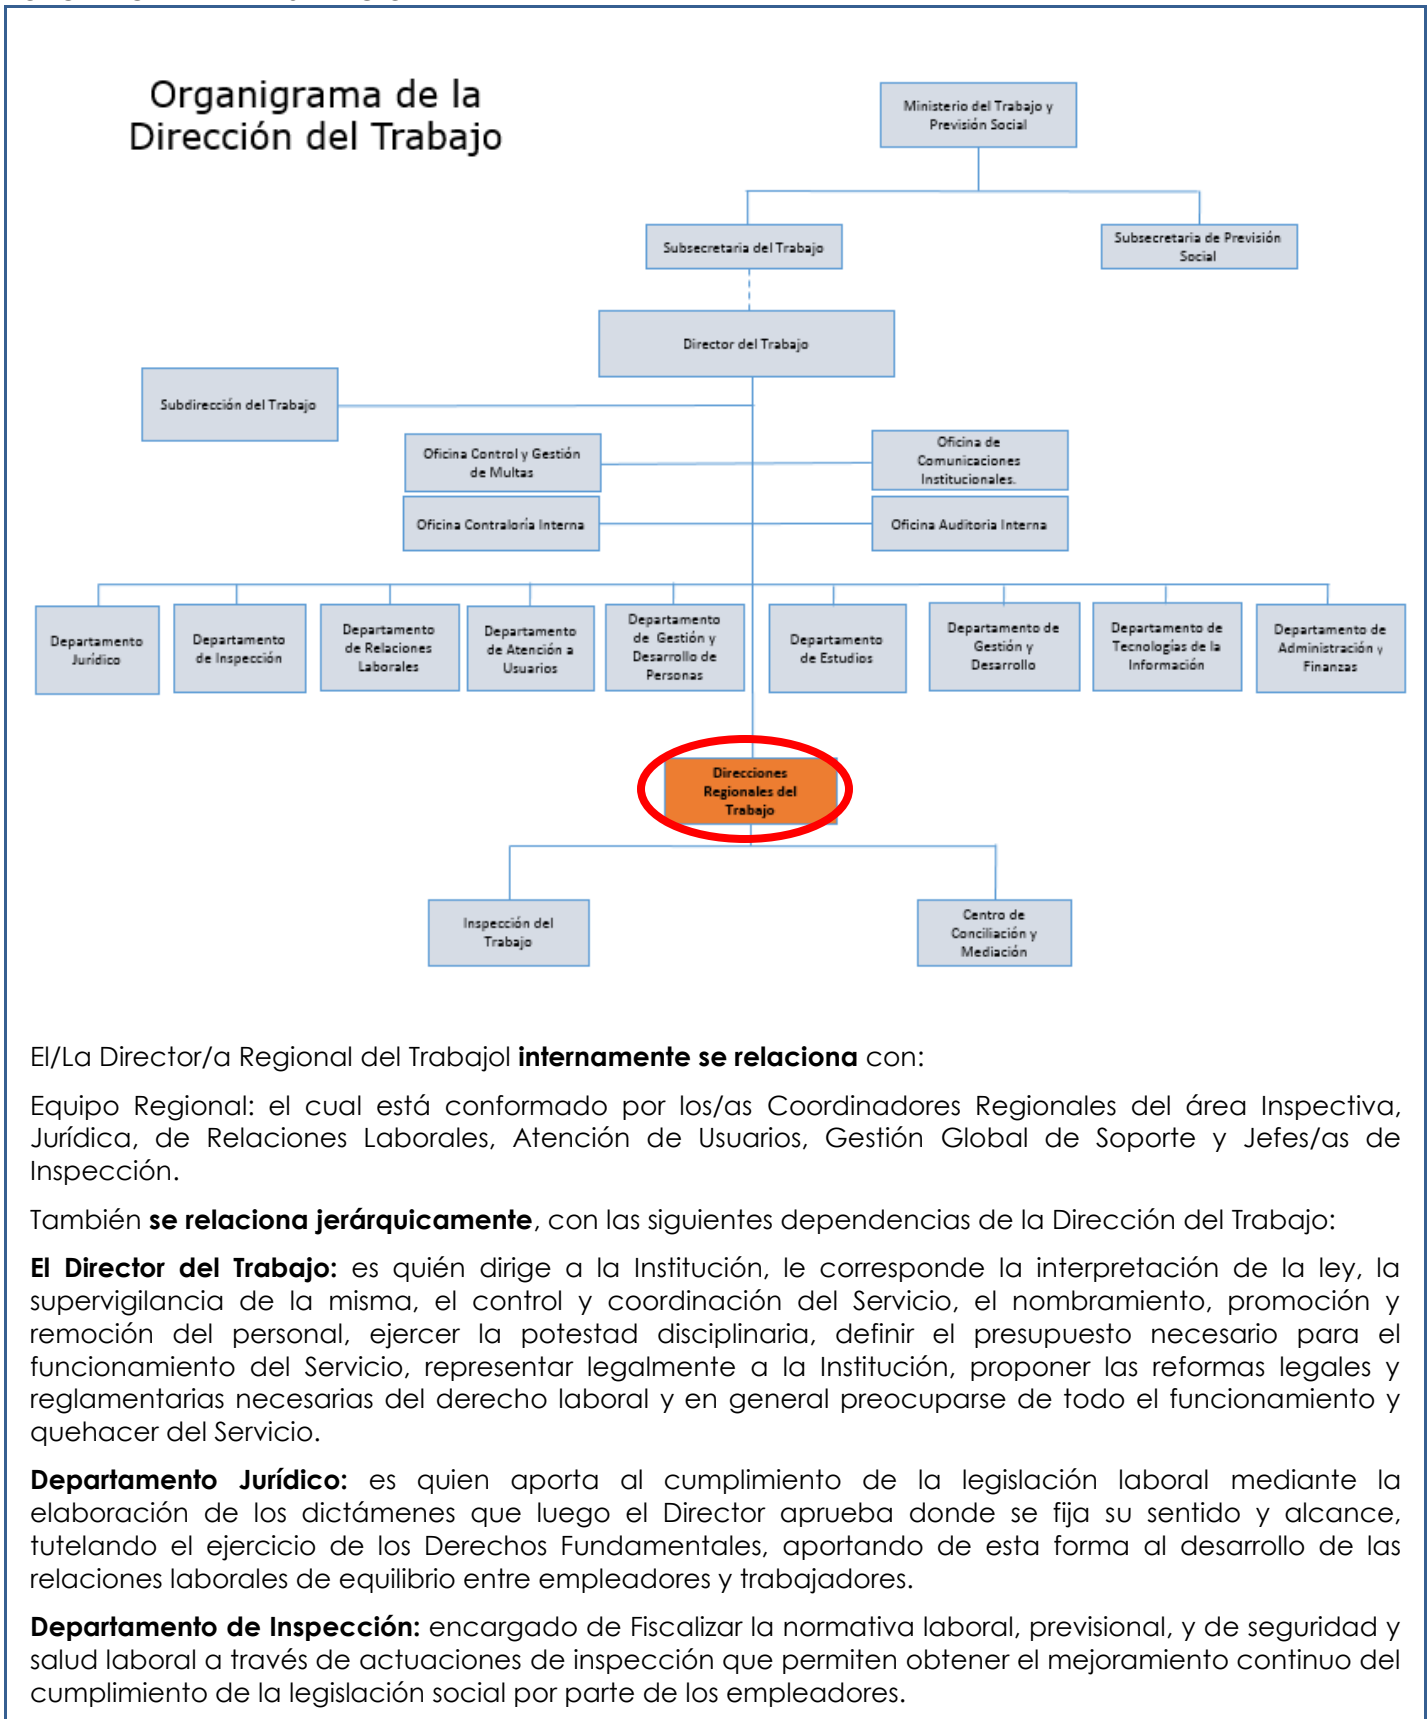 Organigrama de la
Dirección del Trabajo
Ministerio del Trabajo y
Previsión Social
Subsecretaria del Trabajo
Subsecretaria de Previsión
Social
Director del Trabajo
Subdirección del Trabajo
Oficina Control y Gestión
de Multas
Oficina de
Comunicaciones
Institucionales.
Oficina Contraloría Interna
Oficina Auditoria Interna
Departamento
Jurídico
Departamento
de Inspección
Departamento
de Relaciones
Laborales
Departamento
de Atención a
Usuarios
Departamento
de Gestión y
Desarrollo de
Personas
Departamento
de Estudios
Departamento de
Gestión y
Desarrollo
Departamento de
Tecnologías de la
Información
Departamento de
Administración y
Finanzas
Direcciones
Regionales del
Trabajo
Inspección del
Trabajo
Centro de
Conciliación y
Mediación
El/La Director/a Regional del Trabajol internamente se relaciona con:
Equipo Regional: el cual está conformado por los/as Coordinadores Regionales del área Inspectiva,
Jurídica, de Relaciones Laborales, Atención de Usuarios, Gestión Global de Soporte y Jefes/as de
Inspección.
También se relaciona jerárquicamente, con las siguientes dependencias de la Dirección del Trabajo:
El Director del Trabajo: es quién dirige a la Institución, le corresponde la interpretación de la ley, la
supervigilancia de la misma, el control y coordinación del Servicio, el nombramiento, promoción y
remoción del personal, ejercer la potestad disciplinaria, definir el presupuesto necesario para el
funcionamiento del Servicio, representar legalmente a la Institución, proponer las reformas legales y
reglamentarias necesarias del derecho laboral y en general preocuparse de todo el funcionamiento y
quehacer del Servicio.
Departamento Jurídico: es quien aporta al cumplimiento de la legislación laboral mediante la
elaboración de los dictámenes que luego el Director aprueba donde se fija su sentido y alcance,
tutelando el ejercicio de los Derechos Fundamentales, aportando de esta forma al desarrollo de las
relaciones laborales de equilibrio entre empleadores y trabajadores.
Departamento de Inspección: encargado de Fiscalizar la normativa laboral, previsional, y de seguridad y
salud laboral a través de actuaciones de inspección que permiten obtener el mejoramiento continuo del
cumplimiento de la legislación social por parte de los empleadores.